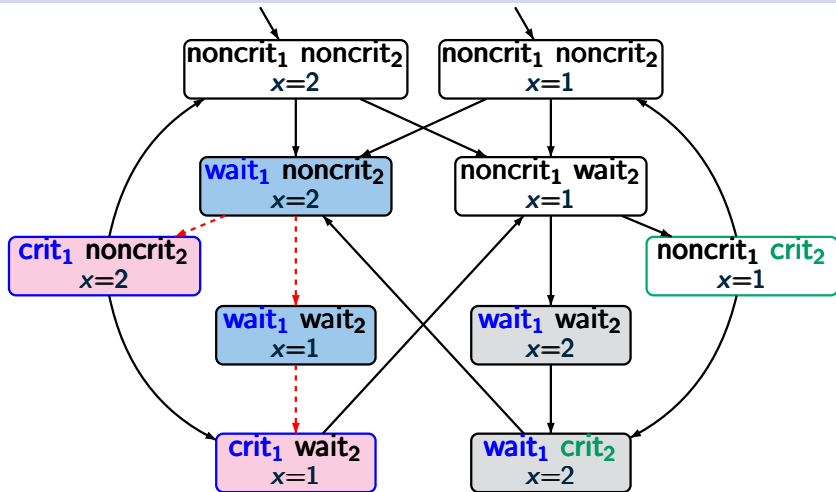 noncrit₁ noncrit₂
x=2
noncrit₁ noncrit₂
x=1
wait₁ noncrit₂
x=2
noncrit₁ wait₂
x=1
crit₁ noncrit₂
x=2
noncrit₁ crit₂
x=1
wait₁ wait₂
x=1
wait₁ wait₂
x=2
crit₁ wait₂
x=1
wait₁ crit₂
x=2